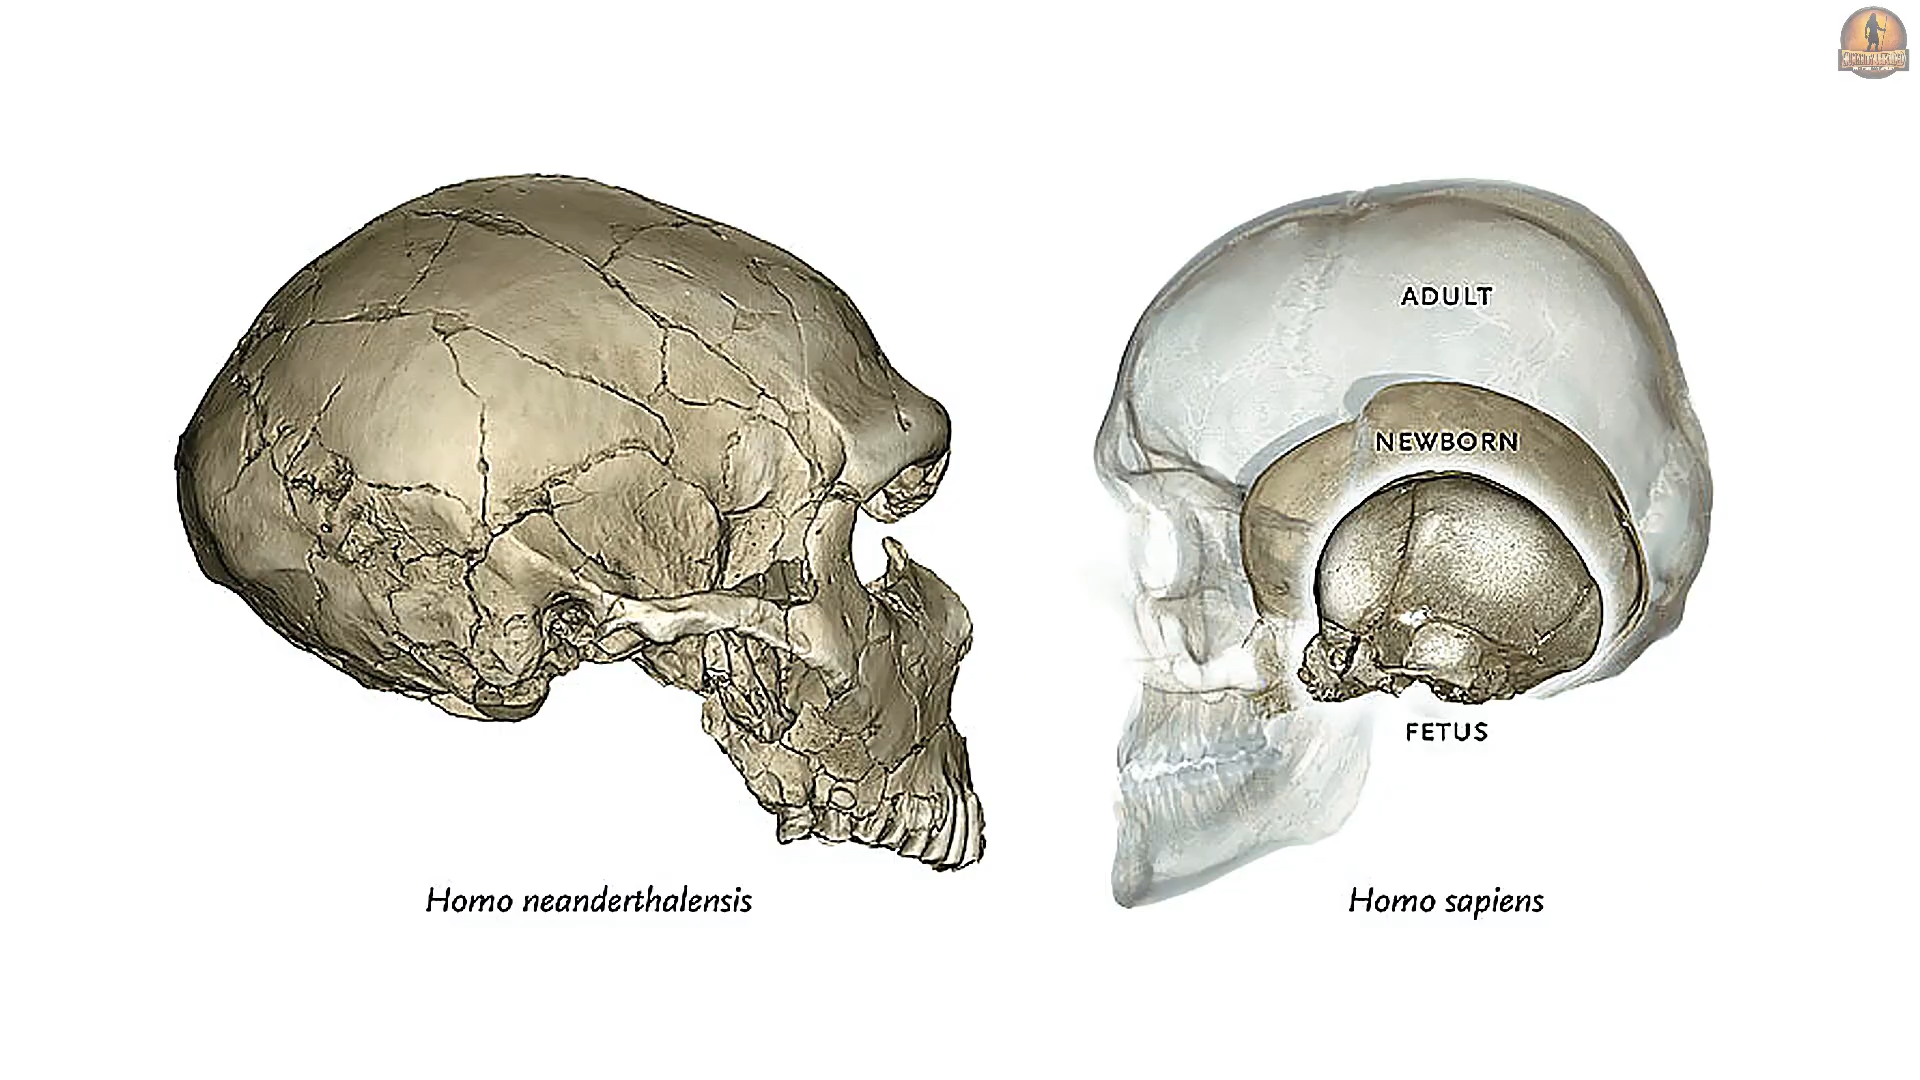 ADULT
NEWBORN
FETUS
Homo neanderthalensis
Homo sapiens